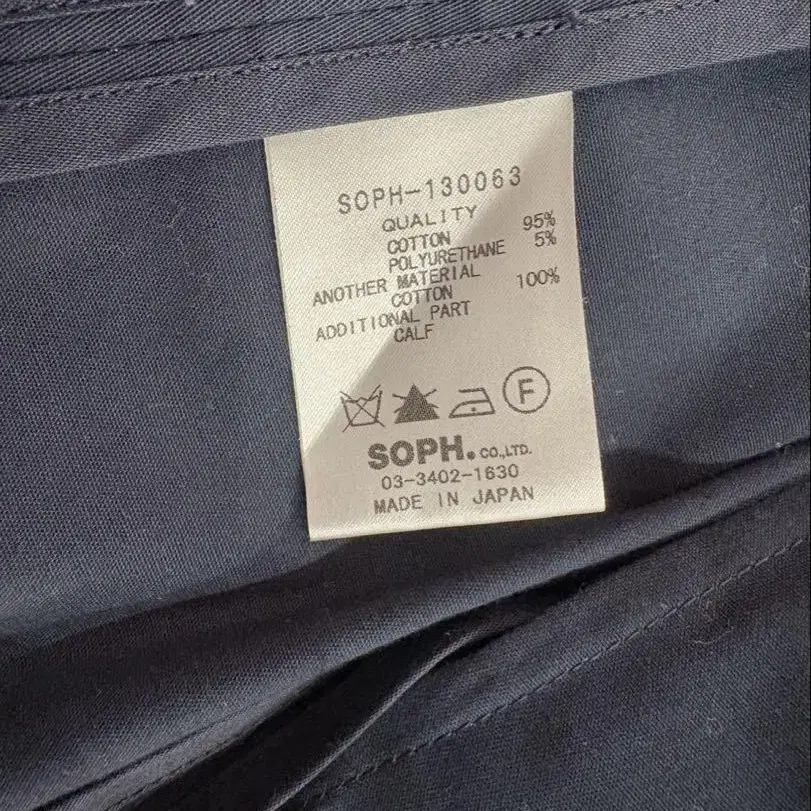 SOPH-130063
QUALITY
COTTON 95%
POLYURETHANE 5%
ANOTHER MATERIAL
COTTON 100%
ADDITIONAL PART
CALF
F
SOPH. CO.,LTD.
03-3402-1630
MADE IN JAPAN